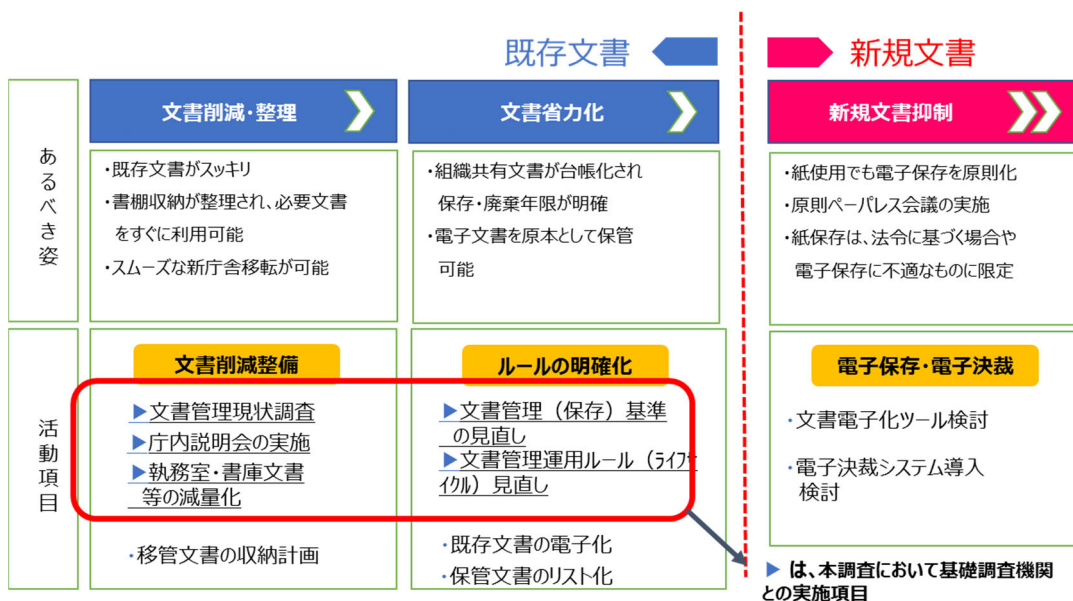 既存文書
新規文書
あるべき姿
文書削減・整理
・既存文書がスッキリ
・書棚収納が整理され、必要文書
をすぐに利用可能
・スムーズな新庁舎移転が可能
文書省力化
・組織共有文書が台帳化され
保存・廃棄年限が明確
・電子文書を原本として保管
可能
新規文書抑制
・紙使用でも電子保存を原則化
・原則ペーパレス会議の実施
・紙保存は、法令に基づく場合や
電子保存に不適なものに限定
活動項目
文書削減整備
▶文書管理現状調査
▶庁内説明会の実施
▶執務室・書庫文書
等の減量化
・移管文書の収納計画
ルールの明確化
▶文書管理（保存）基準
の見直し
▶文書管理運用ルール（ライフサ
イクル）見直し
・既存文書の電子化
・保管文書のリスト化
電子保存・電子決裁
・文書電子化ツール検討
・電子決裁システム導入
検討
▶ は、本調査において基礎調査機関
との実施項目